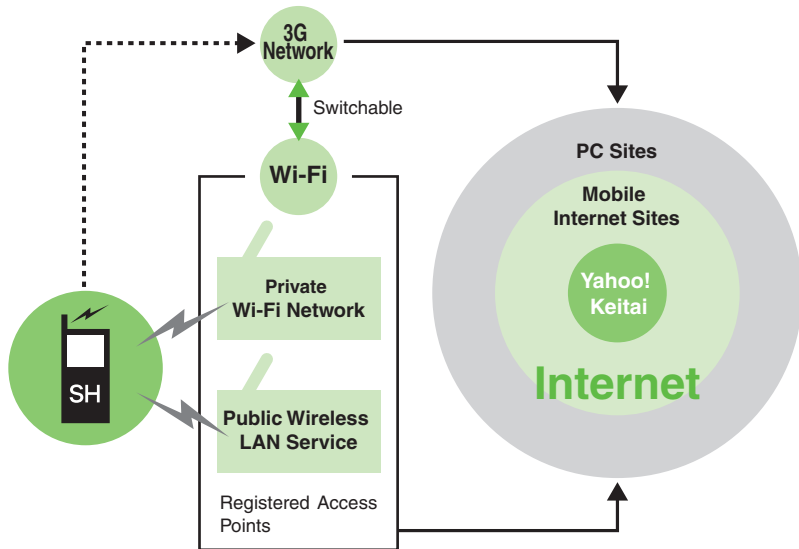 3G
Network
Switchable
Wi-Fi
Private
Wi-Fi Network
Public Wireless
LAN Service
Registered Access
Points
SH
PC Sites
Mobile
Internet Sites
Yahoo!
Keitai
Internet